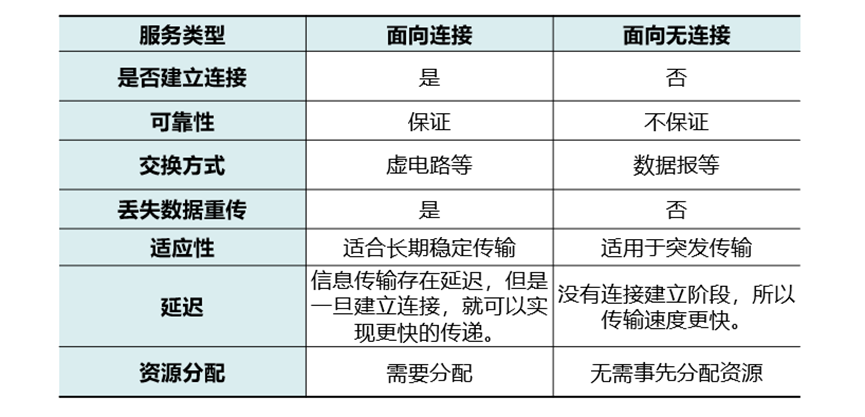 服务类型 面向连接 面向无连接
是否建立连接 是 否
可靠性 保证 不保证
交换方式 虚电路等 数据报等
丢失数据重传 是 否
适应性 适合长期稳定传输 适用于突发传输
延迟
信息传输存在延迟，但是
一旦建立连接，就可以实
现更快的传递。
没有连接建立阶段，所以
传输速度更快。
资源分配 需要分配 无需事先分配资源